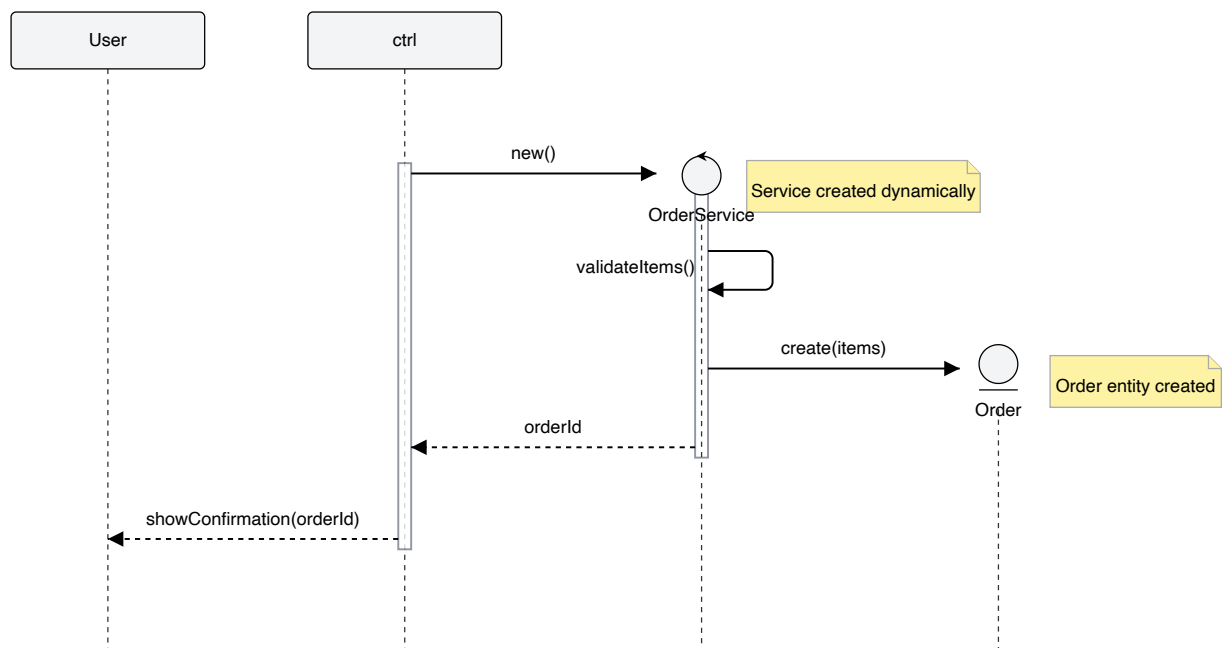 User
ctrl
new()
OrderService
Service created dynamically
validateItems()
create(items)
Order
Order entity created
orderId
showConfirmation(orderId)